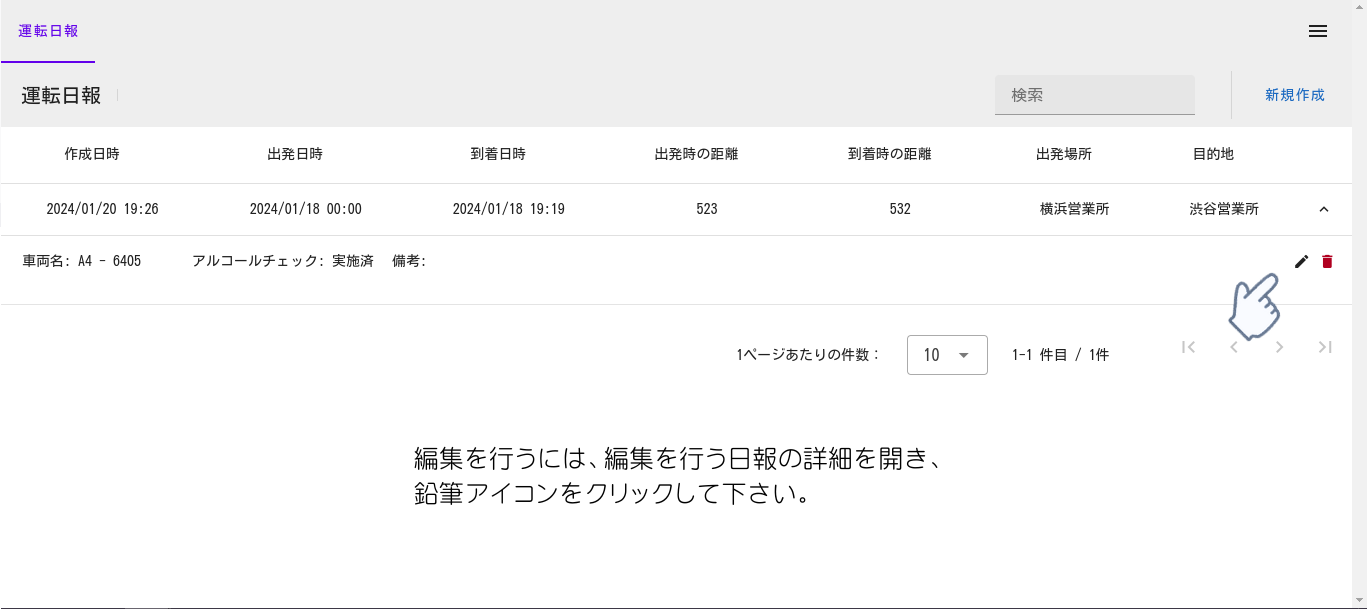 運転日報
運転日報
検索
新規作成
作成日時 出発日時 到着日時 出発時の距離 到着時の距離 出発場所 目的地
2024/01/20 19:26 2024/01/18 00:00 2024/01/18 19:19 523 532 横浜営業所 渋谷営業所
車両名: A4 - 6405 アルコールチェック: 実施済 備考:
1ページあたりの件数： 10 1-1 件目 / 1件
編集を行うには、編集を行う日報の詳細を開き、
鉛筆アイコンをクリックして下さい。